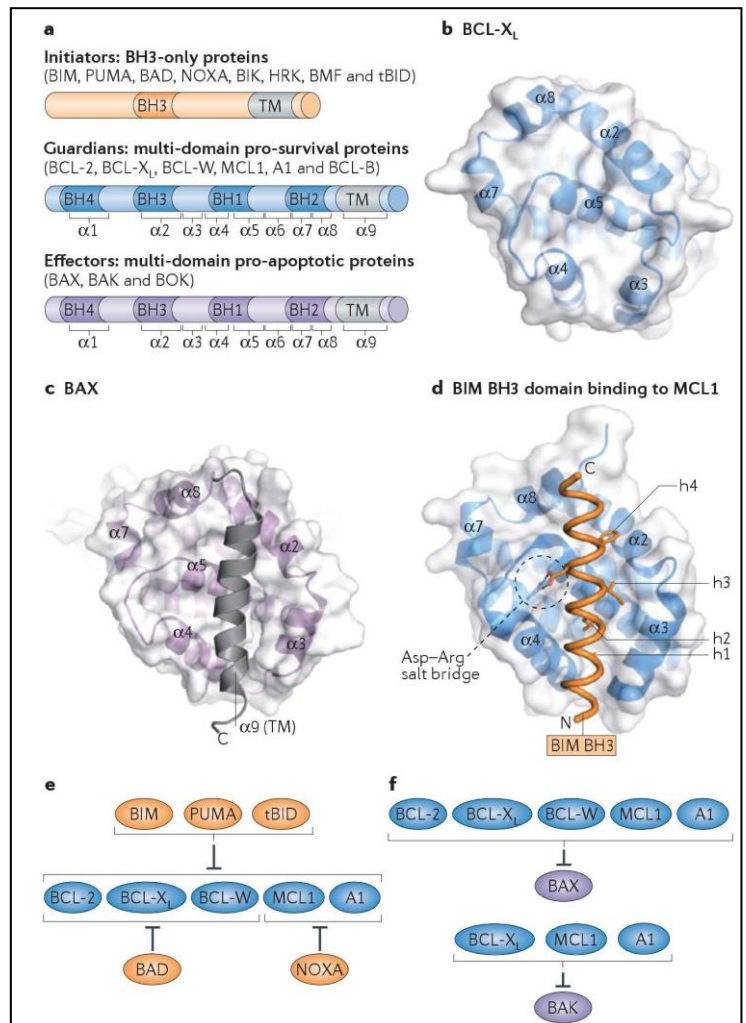 a
Initiators: BH3-only proteins
(BIM, PUMA, BAD, NOXA, BIK, HRK, BMF and tBID)
BH3 TM
Guardians: multi-domain pro-survival proteins
(BCL-2, BCL-XL, BCL-W, MCL1, A1 and BCL-B)
BH4 BH3 BH1 BH2 TM
α1 α2 α3 α4 α5 α6 α7 α8 α9
Effectors: multi-domain pro-apoptotic proteins
(BAX, BAK and BOK)
BH4 BH3 BH1 BH2 TM
α1 α2 α3 α4 α5 α6 α7 α8 α9
b BCL-XL
α8
α2
α7
α5
α4
α3
c BAX
α8
α7
α2
α5
α4
α3
α9 (TM)
C
d BIM BH3 domain binding to MCL1
C
h4
α8
α2
α7
h3
α4
α3
h2
Asp–Arg
salt bridge
h1
N
BIM BH3
e
BIM PUMA tBID
BCL-2 BCL-XL BCL-W MCL1 A1
BAD NOXA
f
BCL-2 BCL-XL BCL-W MCL1 A1
BAX
BCL-XL MCL1 A1
BAK